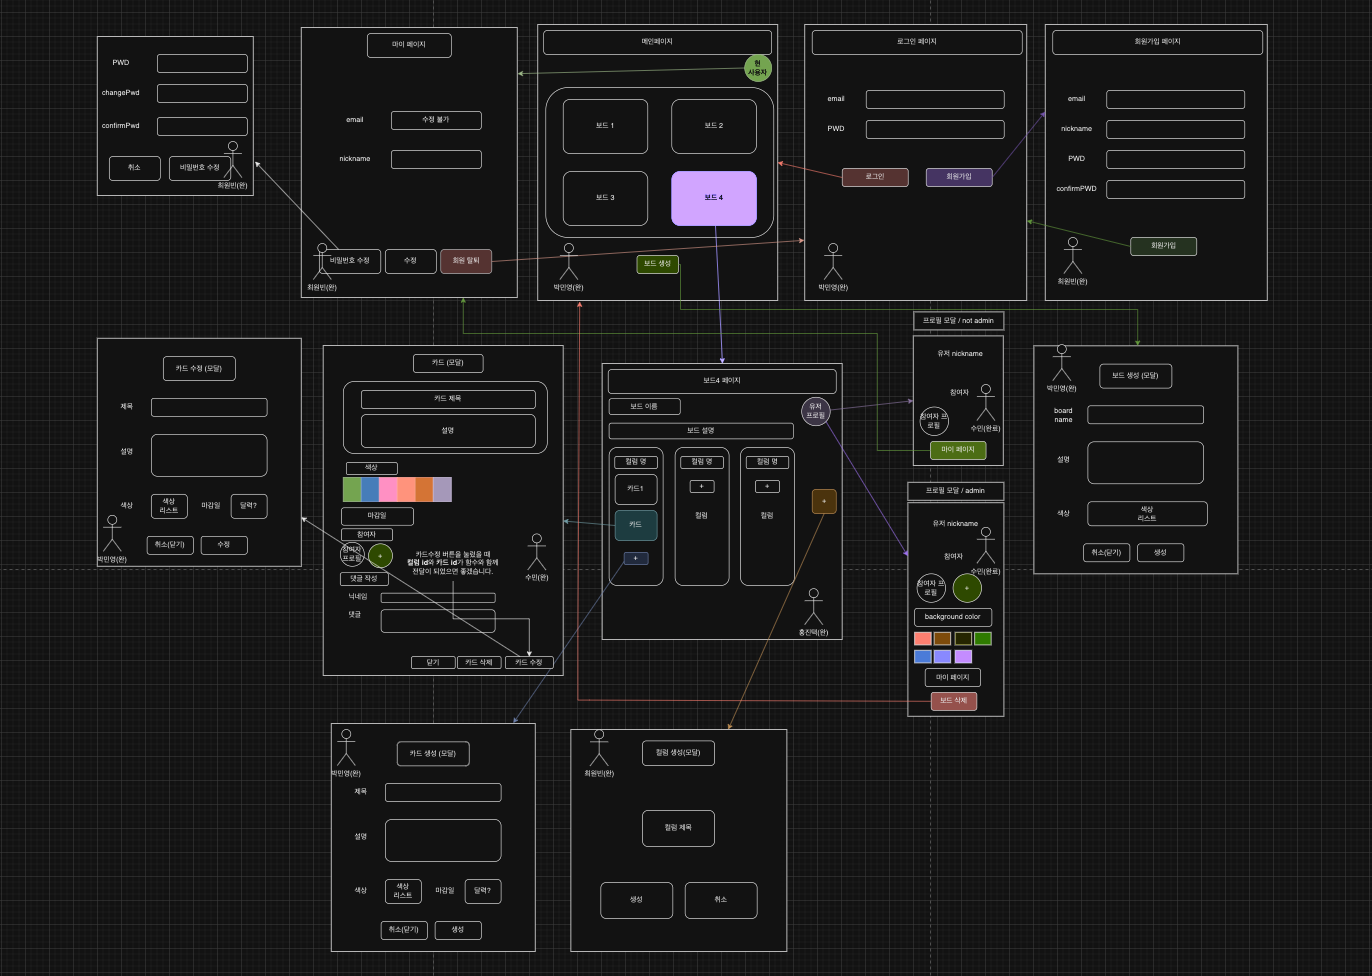 PWD
changePwd
confirmPwd
취소
비밀번호 수정
최원빈(완)
마이 페이지
email
수정 불가
nickname
비밀번호 수정
수정
회원 탈퇴
최원빈(완)
메인페이지
현
사용자
보드 1
보드 2
보드 3
보드 4
보드 생성
박민영(완)
로그인 페이지
email
PWD
로그인
회원가입
박민영(완)
회원가입 페이지
email
nickname
PWD
confirmPWD
회원가입
최원빈(완)
카드 수정 (모달)
제목
설명
색상
색상
리스트
마감일
달력?
취소(닫기)
수정
박민영(완)
카드 (모달)
카드 제목
설명
색상
마감일
참여자
참여자
프로필
+
카드수정 버튼을 눌렀을 때
컬럼 id와 카드 id가 함수와 함께
전달이 되었으면 좋겠습니다.
수민(완)
댓글 작성
닉네임
댓글
닫기
카드 삭제
카드 수정
보드4 페이지
보드 이름
유저
프로필
보드 설명
컬럼 명
컬럼 명
컬럼 명
카드1
+
+
카드
컬럼
컬럼
+
+
홍진택(완)
프로필 모달 / not admin
유저 nickname
참여자
참여자 프
로필
수민(완료)
마이 페이지
프로필 모달 / admin
유저 nickname
참여자
수민(완료)
참여자 프
로필
+
background color
마이 페이지
보드 삭제
박민영(완)
보드 생성 (모달)
board
name
설명
색상
색상
리스트
취소(닫기)
생성
박민영(완)
카드 생성 (모달)
제목
설명
색상
색상
리스트
마감일
달력?
취소(닫기)
생성
최원빈(완)
컬럼 생성(모달)
컬럼 제목
생성
취소